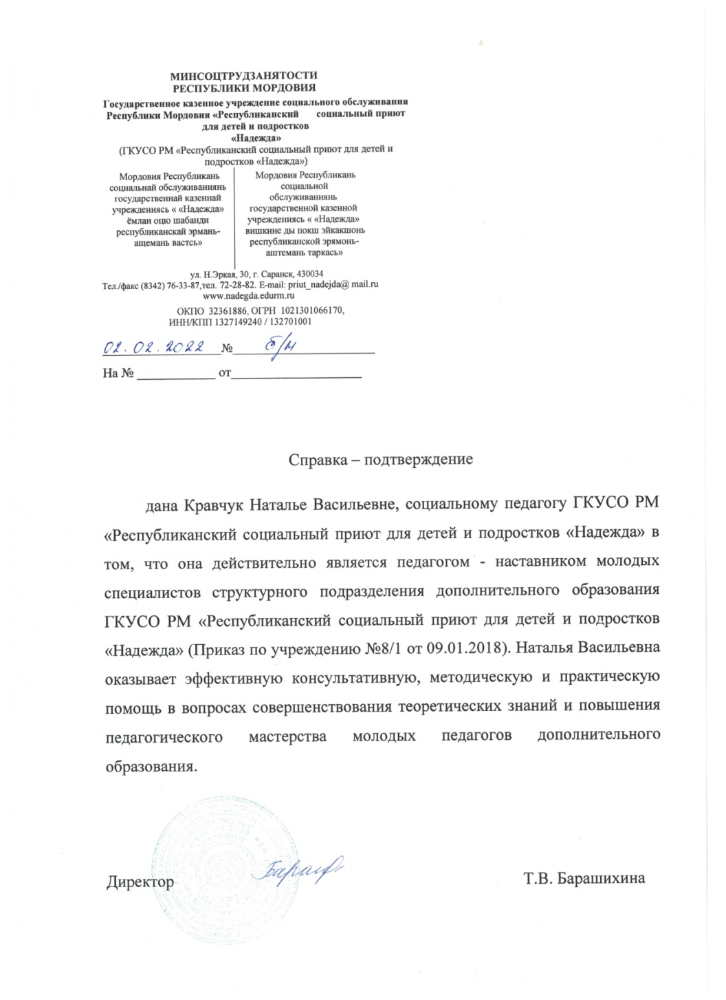 МИНСОЦТРУДЗАНЯТОСТИ
РЕСПУБЛИКИ МОРДОВИЯ
Государственное казенное учреждение социального обслуживания
Республики Мордовия «Республиканский социальный приют
для детей и подростков
«Надежда»
(ГКУСО РМ «Республиканский социальный приют для детей и
подростков «Надежда»)
Мордовия Республикань
социальнай обслуживаниянь
государственнай казеннай
учреждениясь « «Надежда»
ёмлаи оцю шабанди
республиканскай эрмань-
ащемань вастсь»
Мордовия Республикань
социальной
обслуживаниянь
государственной казенной
учреждениясь « «Надежда»
вишкине ды покш эйкакшонь
республиканской эрямонь-
аштемань таркась»
ул. Н.Эркая, 30, г. Саранск, 430034
Тел./факс (8342) 76-33-87,тел. 72-28-82. E-mail: priut_nadejda@ mail.ru
www.nadegda.edurm.ru
ОКПО 32361886, ОГРН 1021301066170,
ИНН/КПП 1327149240 / 132701001
02.02.2022 № б/н
На № ____________ от____________________
Справка – подтверждение
дана Кравчук Наталье Васильевне, социальному педагогу ГКУСО РМ
«Республиканский социальный приют для детей и подростков «Надежда» в
том, что она действительно является педагогом - наставником молодых
специалистов структурного подразделения дополнительного образования
ГКУСО РМ «Республиканский социальный приют для детей и подростков
«Надежда» (Приказ по учреждению №8/1 от 09.01.2018). Наталья Васильевна
оказывает эффективную консультативную, методическую и практическую
помощь в вопросах совершенствования теоретических знаний и повышения
педагогического мастерства молодых педагогов дополнительного
образования.
Директор
Т.В. Барашихина